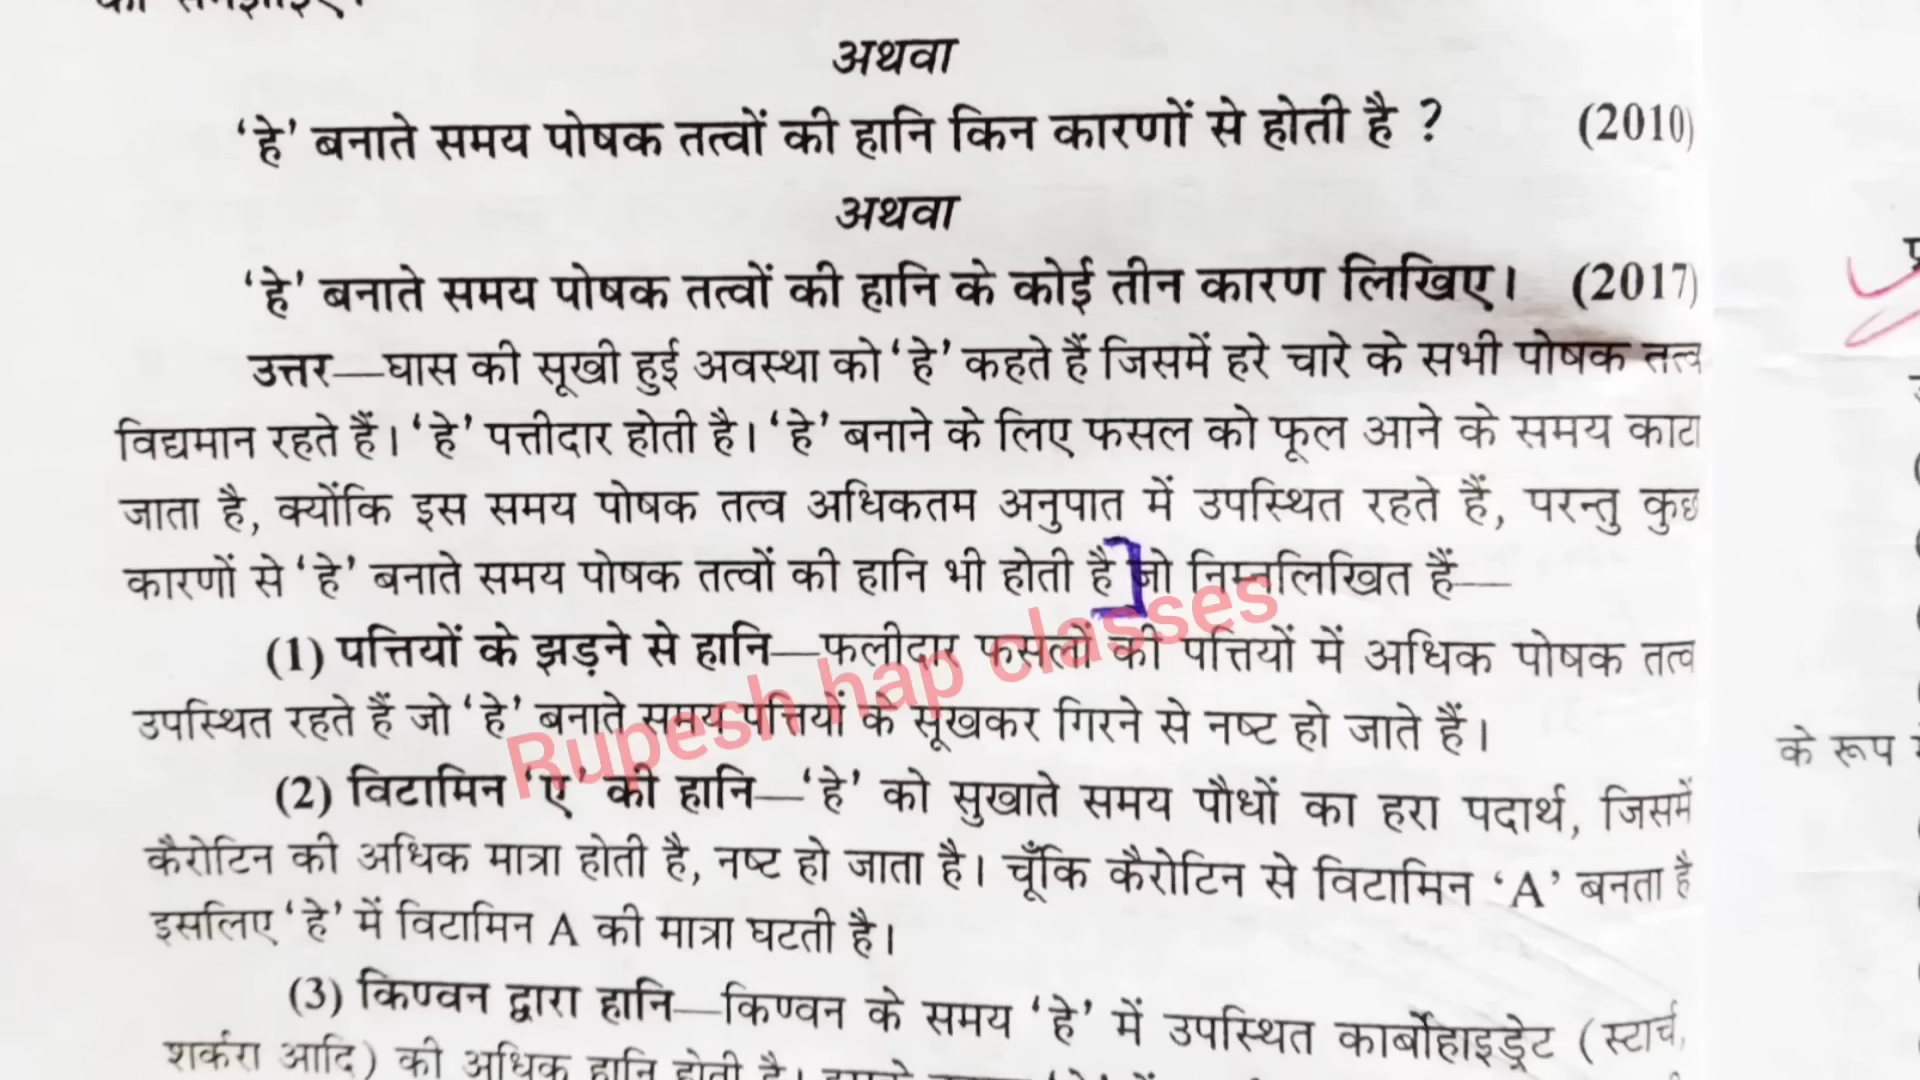 अथवा
‘हे’ बनाते समय पोषक तत्वों की हानि किन कारणों से होती है ? (2010)
अथवा
‘हे’ बनाते समय पोषक तत्वों की हानि के कोई तीन कारण लिखिए। (2017)
उत्तर—घास की सूखी हुई अवस्था को ‘हे’ कहते हैं जिसमें हरे चारे के सभी पोषक तत्व
विद्यमान रहते हैं। ‘हे’ पत्तीदार होती है। ‘हे’ बनाने के लिए फसल को फूल आने के समय काटा
जाता है, क्योंकि इस समय पोषक तत्व अधिकतम अनुपात में उपस्थित रहते हैं, परन्तु कुछ
कारणों से ‘हे’ बनाते समय पोषक तत्वों की हानि भी होती है जो निम्नलिखित हैं—
(1) पत्तियों के झड़ने से हानि—फलीदार फसलों की पत्तियों में अधिक पोषक तत्व
उपस्थित रहते हैं जो ‘हे’ बनाते समय पत्तियों के सूखकर गिरने से नष्ट हो जाते हैं।
Rupesh hap classes
(2) विटामिन ‘ए’ की हानि—‘हे’ को सुखाते समय पौधों का हरा पदार्थ, जिसमें
कैरोटिन की अधिक मात्रा होती है, नष्ट हो जाता है। चूँकि कैरोटिन से विटामिन ‘A’ बनता है
के रूप
इसलिए ‘हे’ में विटामिन A की मात्रा घटती है।
(3) किण्वन द्वारा हानि—किण्वन के समय ‘हे’ में उपस्थित कार्बोहाइड्रेट (स्टार्च,
शर्करा आदि) की अधिक हानि होती है।